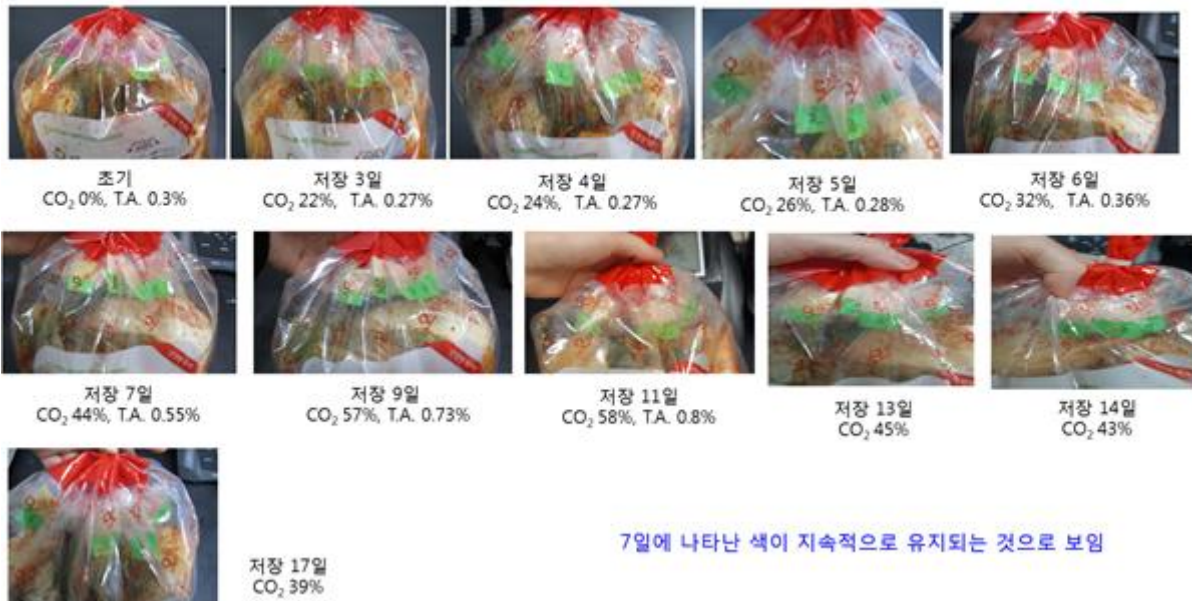 초기
CO₂ 0%, T.A. 0.3%
저장 3일
CO₂ 22%, T.A. 0.27%
저장 4일
CO₂ 24%, T.A. 0.27%
저장 5일
CO₂ 26%, T.A. 0.28%
저장 6일
CO₂ 32%, T.A. 0.36%
저장 7일
CO₂ 44%, T.A. 0.55%
저장 9일
CO₂ 57%, T.A. 0.73%
저장 11일
CO₂ 58%, T.A. 0.8%
저장 13일
CO₂ 45%
저장 14일
CO₂ 43%
저장 17일
CO₂ 39%
7일에 나타난 색이 지속적으로 유지되는 것으로 보임